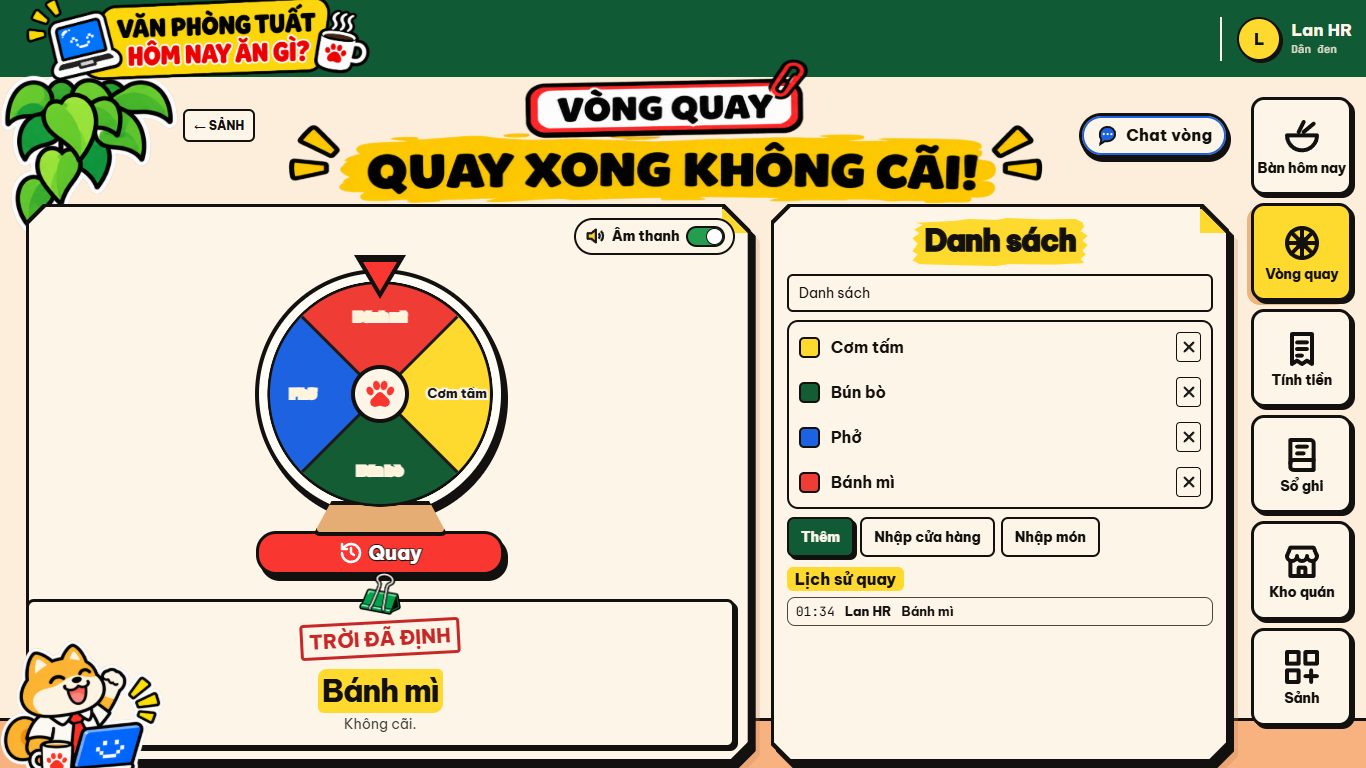 VĂN PHÒNG TUẤT
HÔM NAY ĂN GÌ?
L
Lan HR
Dân đen
← SẢNH
VÒNG QUAY
QUAY XONG KHÔNG CÃI!
Chat vòng
Âm thanh
Cơm tấm
Quay
TRỜI ĐÃ ĐỊNH
Bánh mì
Không cãi.
Danh sách
Danh sách
Cơm tấm
Bún bò
Phở
Bánh mì
Thêm
Nhập cửa hàng
Nhập món
Lịch sử quay
01:34 Lan HR Bánh mì
Bàn hôm nay
Vòng quay
Tính tiền
Sổ ghi
Kho quán
Sảnh